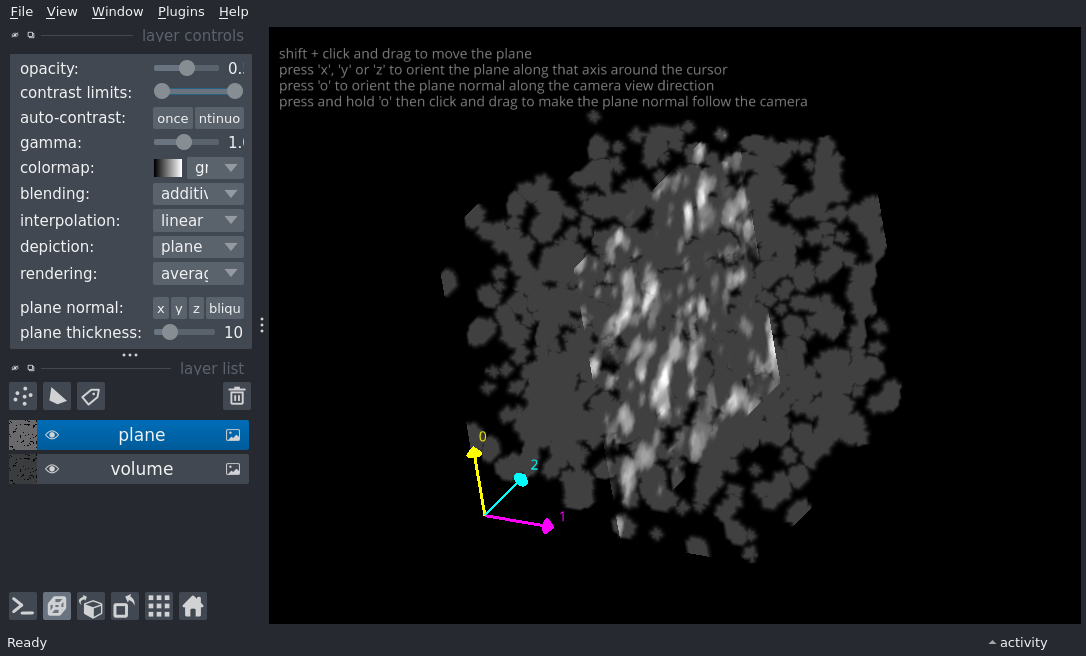 File View Window Plugins Help
layer controls
opacity: 0.
contrast limits:
auto-contrast: once ntinuo
gamma: 1.
colormap: gr
blending: additiv
interpolation: linear
depiction: plane
rendering: averag
plane normal: x y z bliqu
plane thickness: 10
layer list
plane
volume
Ready
shift + click and drag to move the plane
press 'x', 'y' or 'z' to orient the plane along that axis around the cursor
press 'o' to orient the plane normal along the camera view direction
press and hold 'o' then click and drag to make the plane normal follow the camera
0
2
1
activity